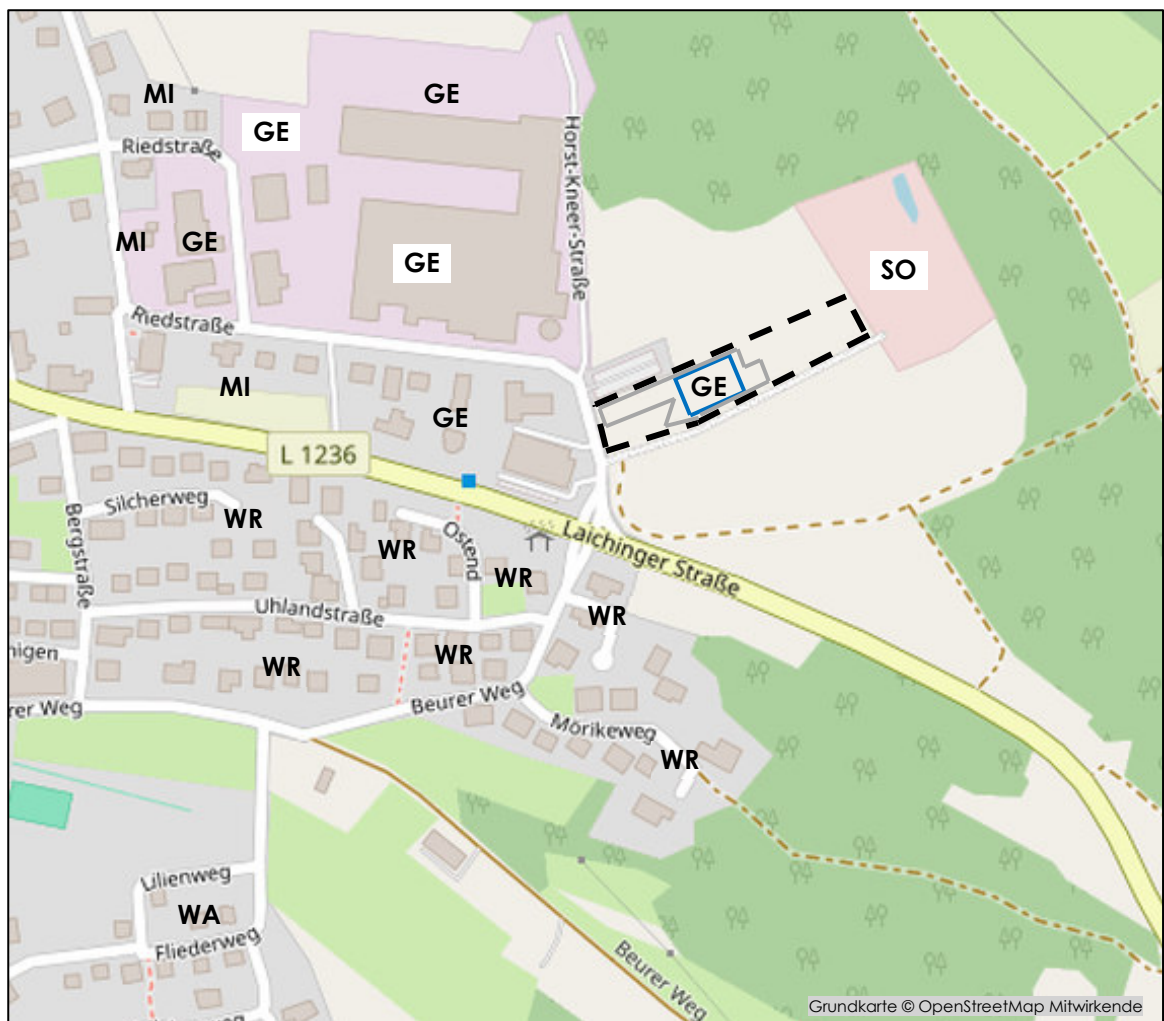 MI
GE
GE
Riedstraße
Horst-Kneer-Straße
MI
GE
GE
SO
Riedstraße
MI
GE
GE
L 1236
Silcherweg
Bergstraße
WR
WR
Ostend
Laichinger Straße
WR
Uhlandstraße
WR
WR
WR
nigen
rer Weg
Beurer Weg
Mörikeweg
WR
Lilienweg
WA
Fliederweg
Beurer Weg
Grundkarte © OpenStreetMap Mitwirkende